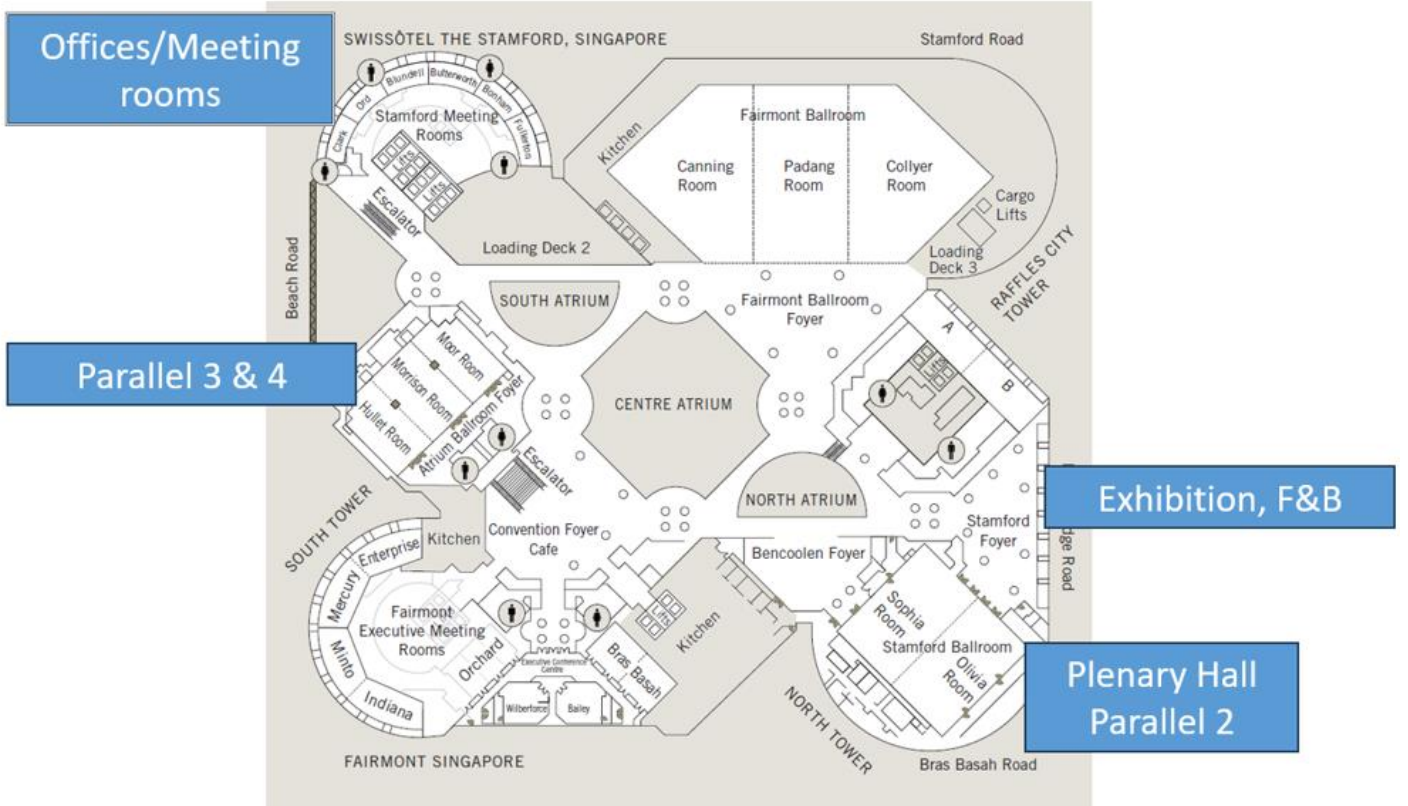 Offices/Meeting
rooms
SWISSÔTEL THE STAMFORD, SINGAPORE
Stamford Road
Clark
Ord
Blundell
Butterworth
Bonham
Fullerton
Stamford Meeting
Rooms
Lifts
Lifts
Escalator
Kitchen
Fairmont Ballroom
Canning
Room
Padang
Room
Collyer
Room
Cargo
Lifts
Loading Deck 2
Loading
Deck 3
Beach Road
RAFFLES CITY
TOWER
SOUTH ATRIUM
Fairmont Ballroom
Foyer
Parallel 3 & 4
Moor Room
Morrison Room
Hullet Room
Atrium Ballroom Foyer
CENTRE ATRIUM
A
B
Lifts
Escalator
NORTH ATRIUM
Exhibition, F&B
SOUTH TOWER
Kitchen
Convention Foyer
Cafe
Bencoolen Foyer
Stamford
Foyer
dge Road
Enterprise
Mercury
Minto
Indiana
Fairmont
Executive Meeting
Rooms
Orchard
Executive Conference
Centre
Wilberforce
Bailey
Bras Basah
Lifts
Kitchen
Sophia
Room
Stamford Ballroom
Olivia
Room
Plenary Hall
Parallel 2
NORTH TOWER
FAIRMONT SINGAPORE
Bras Basah Road